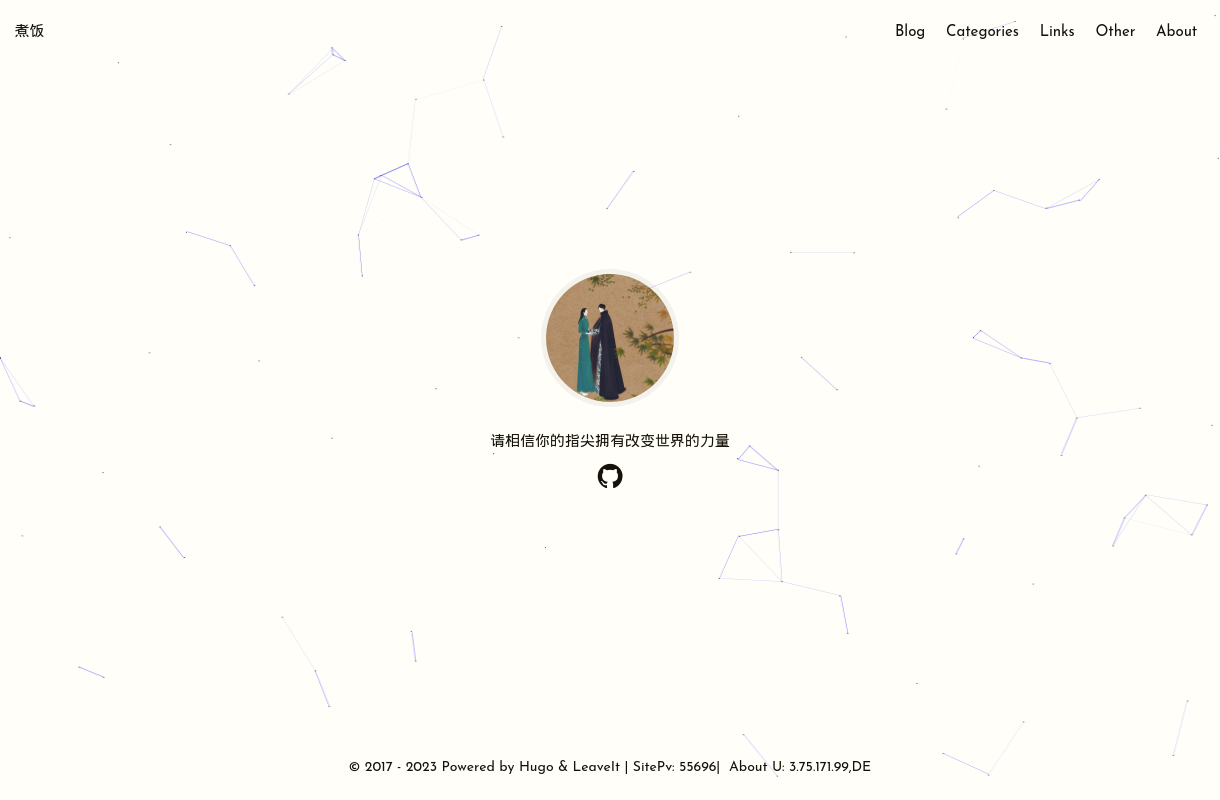 煮饭
Blog Categories Links Other About
请相信你的指尖拥有改变世界的力量
© 2017 - 2023 Powered by Hugo & LeaveIt | SitePv: 55696| About U: 3.75.171.99,DE